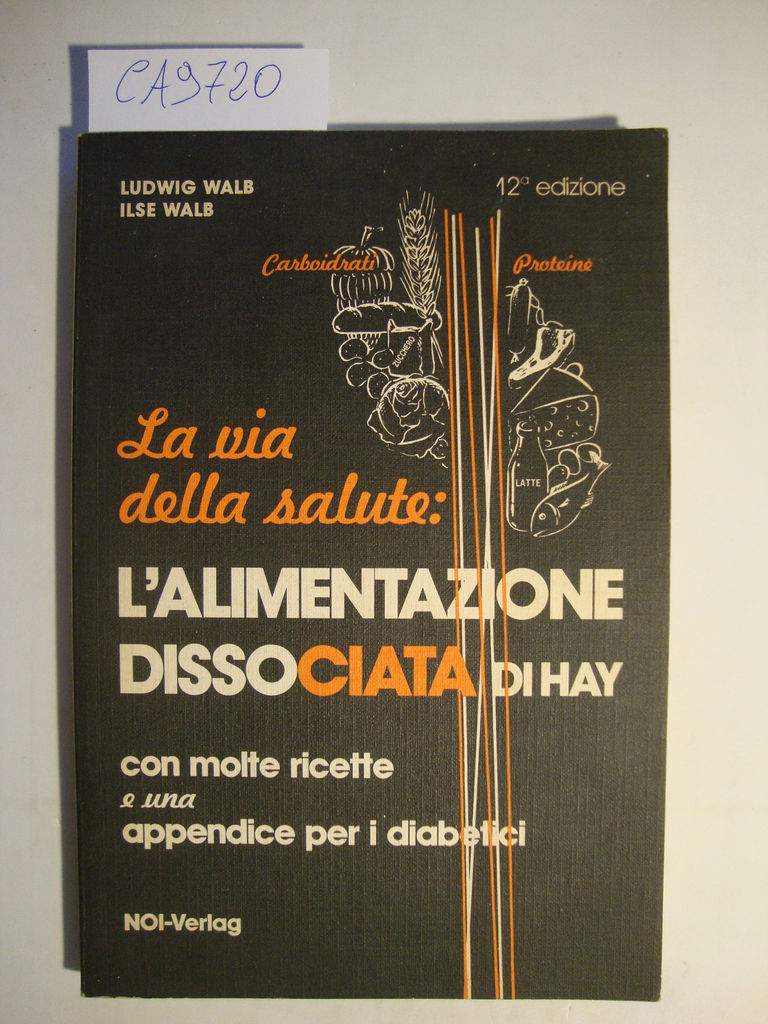 CA9720
LUDWIG WALB
ILSE WALB
12ª edizione
Carboidrati
Proteine
ZUCCHERO
LATTE
La via
della salute:
L'ALIMENTAZIONE
DISSOCIATA DI HAY
con molte ricette
e una
appendice per i diabetici
NOI-Verlag